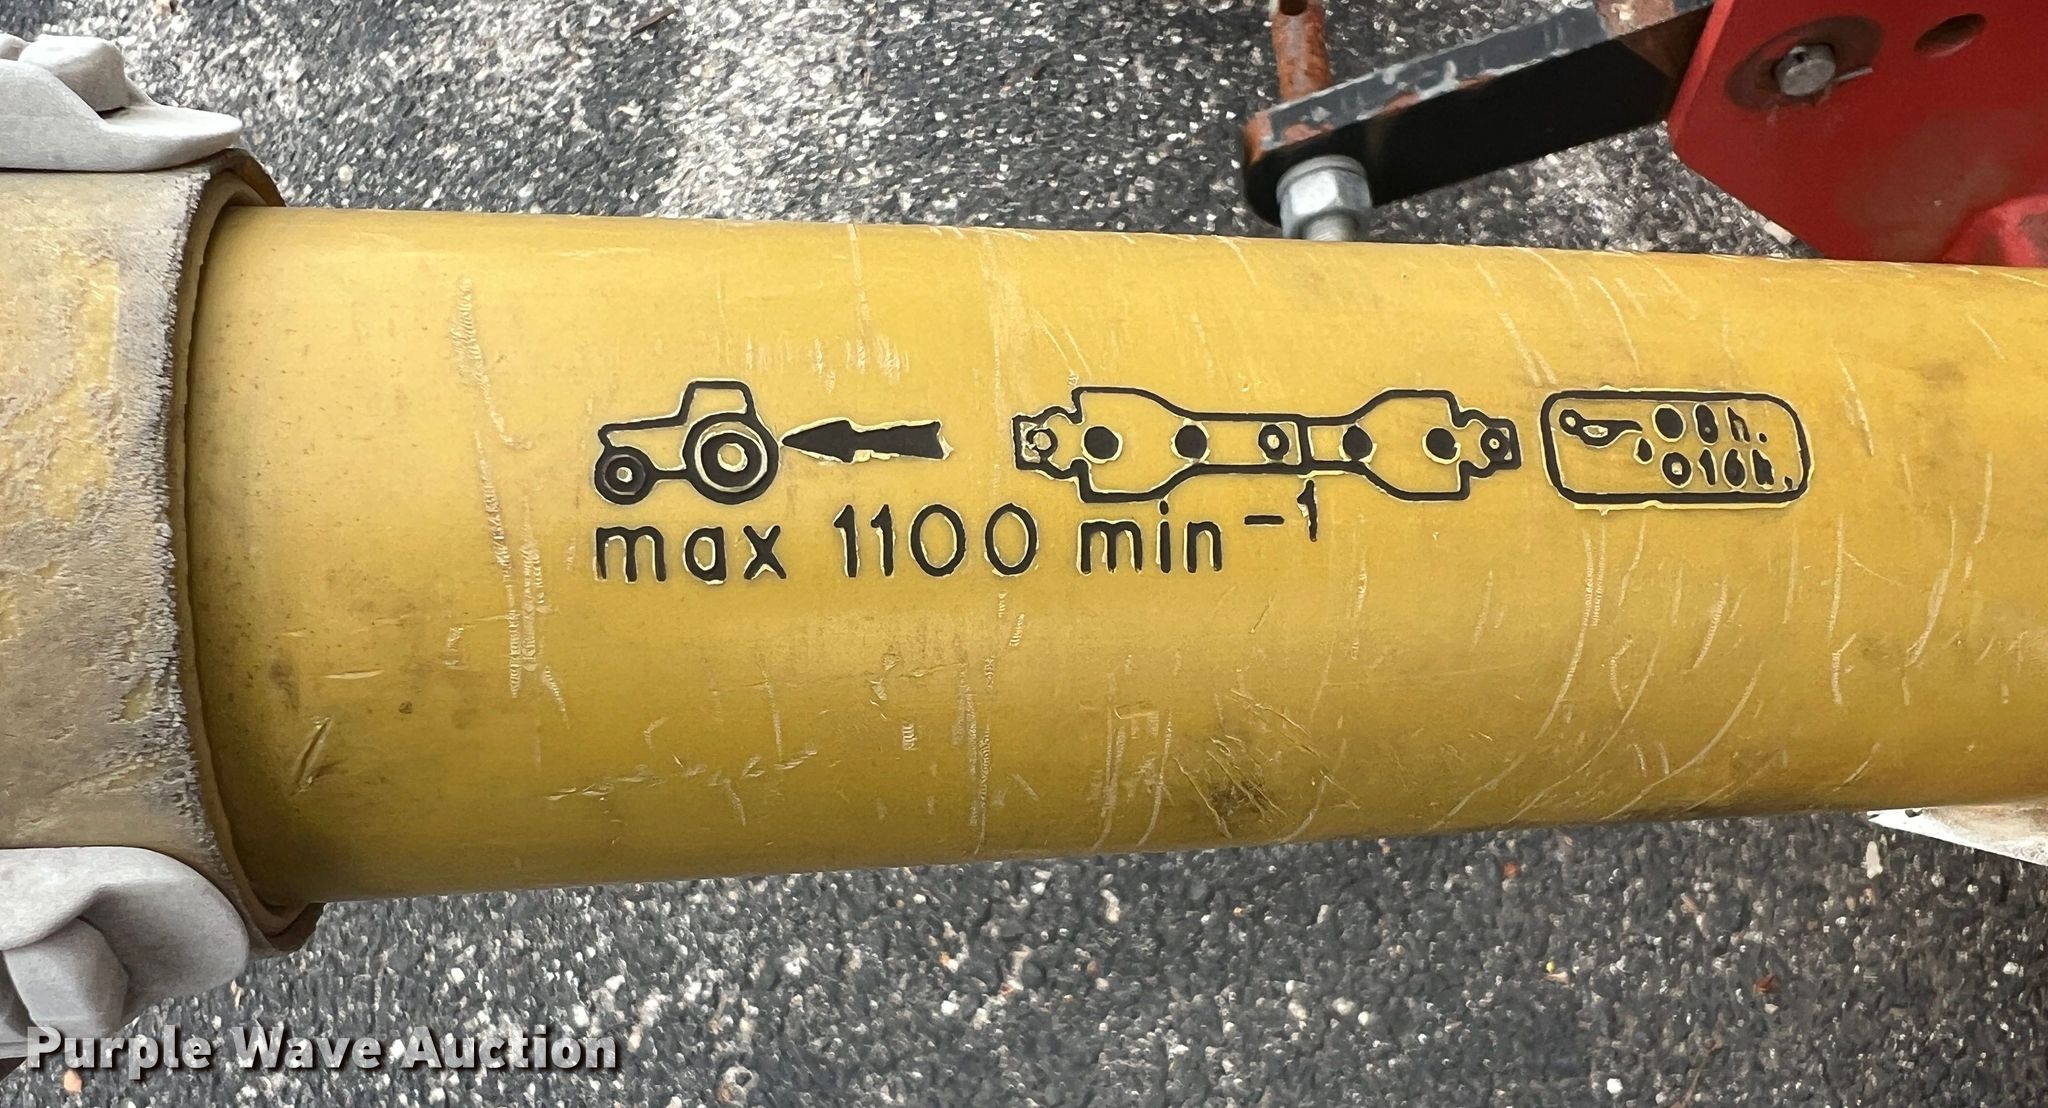 8h.
16h.
max 1100 min⁻¹
Purple Wave Auction